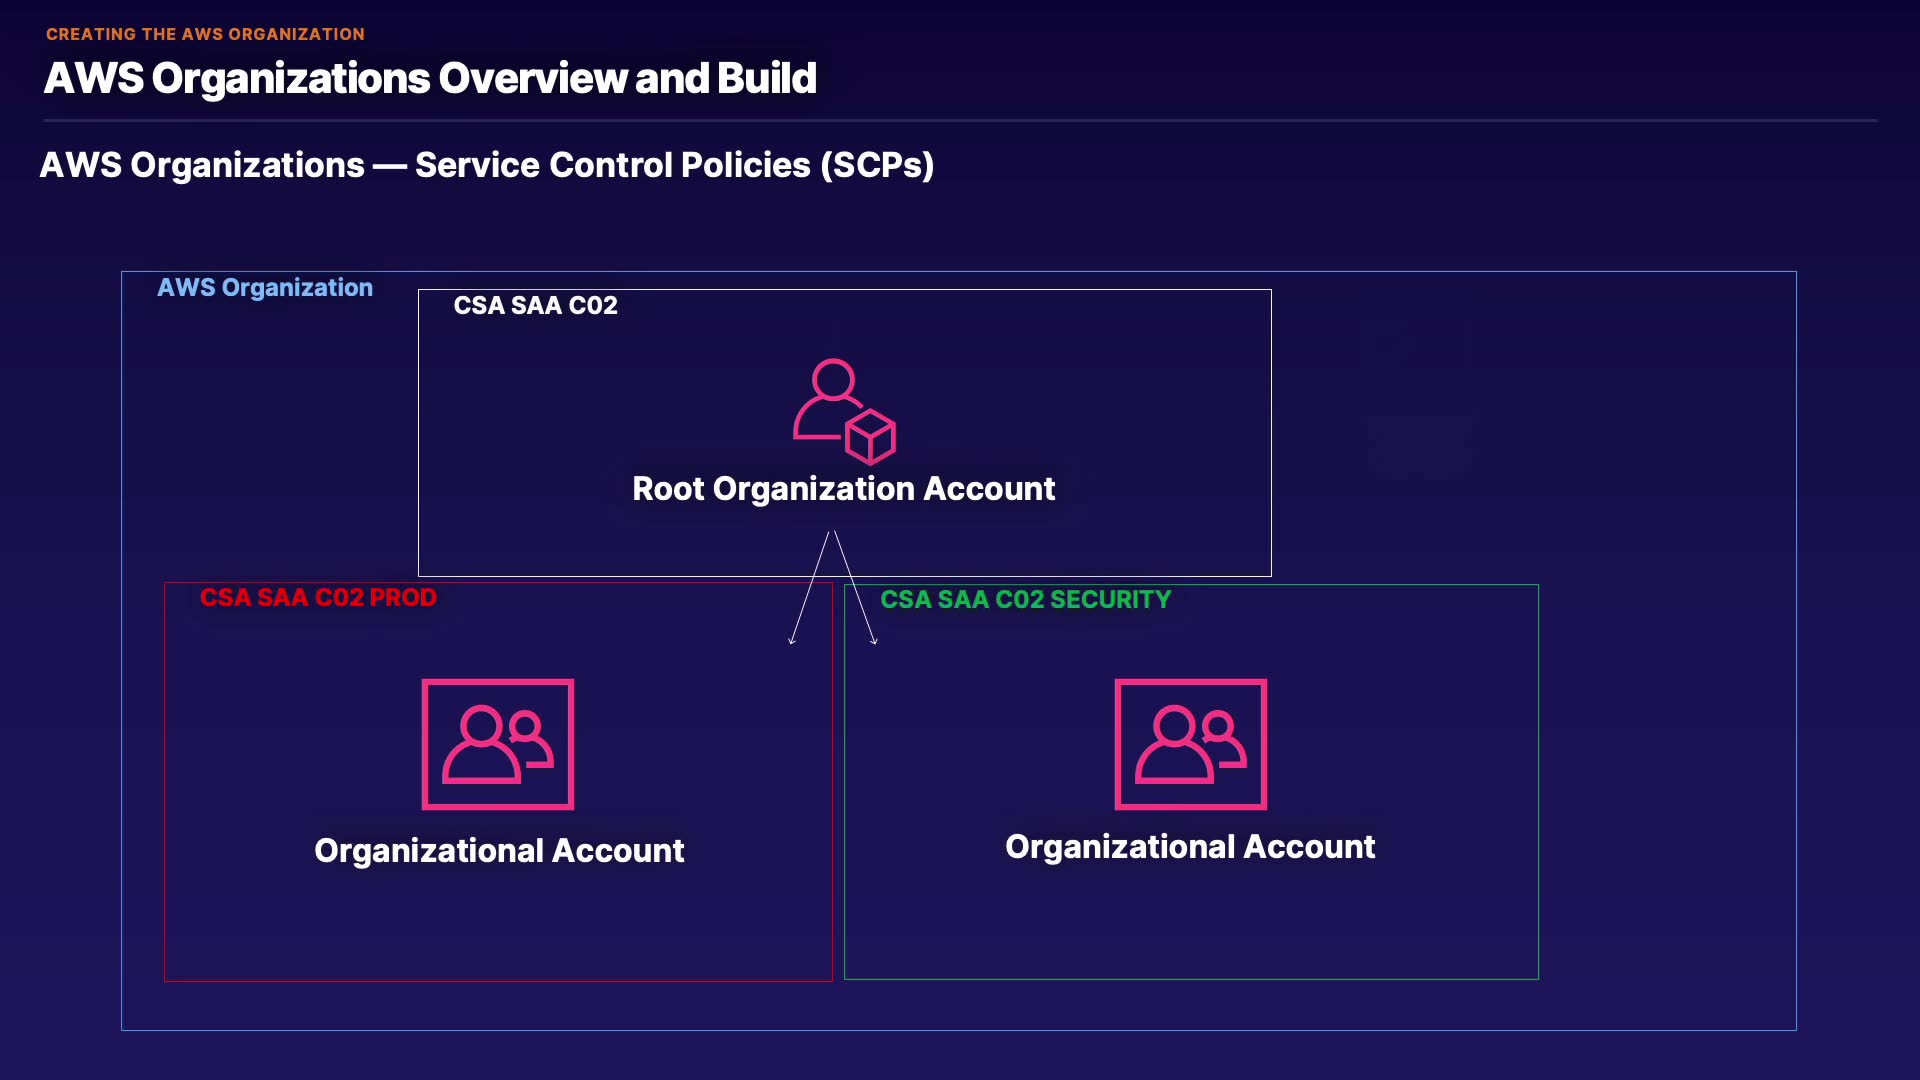 CREATING THE AWS ORGANIZATION
AWS Organizations Overview and Build
AWS Organizations — Service Control Policies (SCPs)
AWS Organization
CSA SAA C02
Root Organization Account
CSA SAA C02 PROD
CSA SAA C02 SECURITY
Organizational Account
Organizational Account